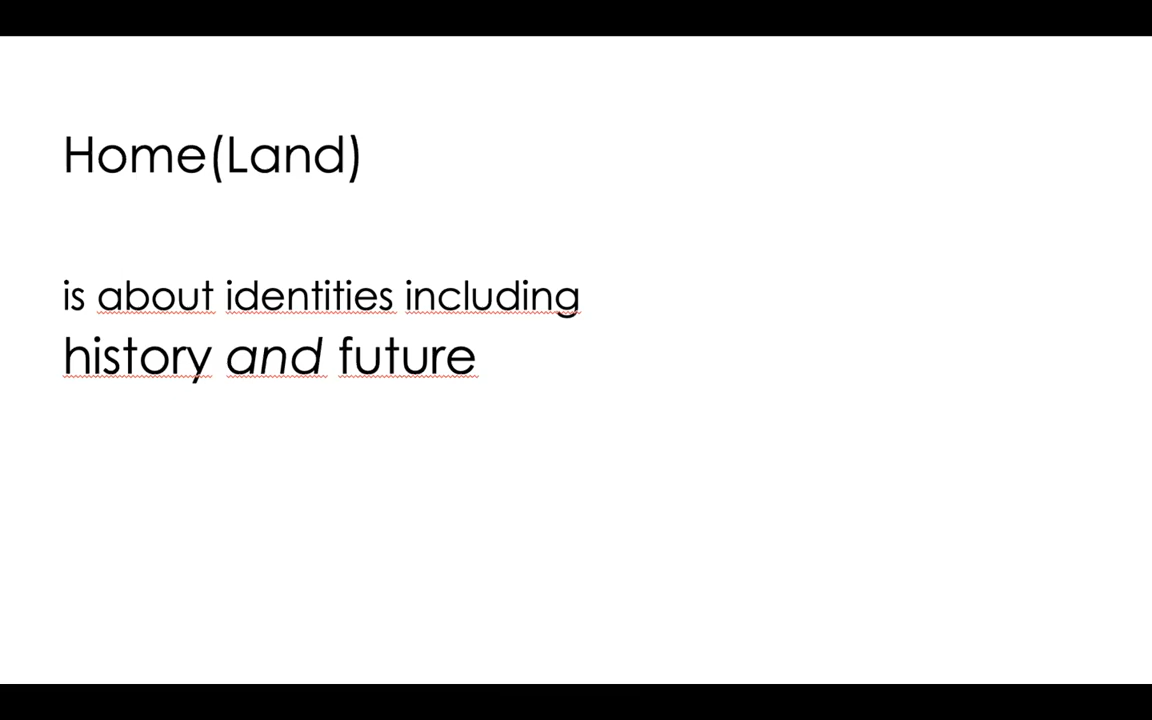 Home(Land)
is about identities including
history and future